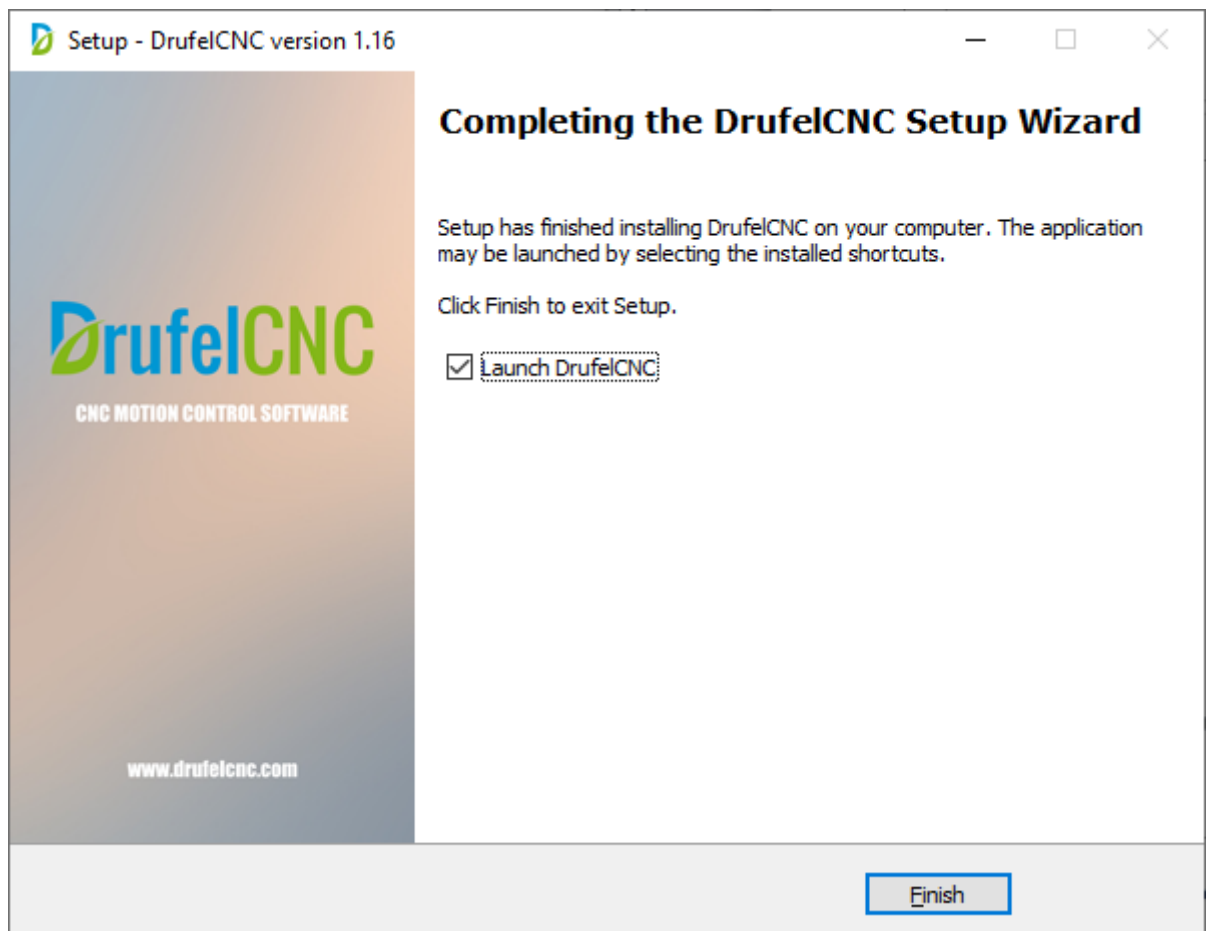 Setup - DrufelCNC version 1.16
Completing the DrufelCNC Setup Wizard
Setup has finished installing DrufelCNC on your computer. The application
may be launched by selecting the installed shortcuts.
Click Finish to exit Setup.
Launch DrufelCNC
DrufelCNC
CNC MOTION CONTROL SOFTWARE
www.drufelcnc.com
Finish